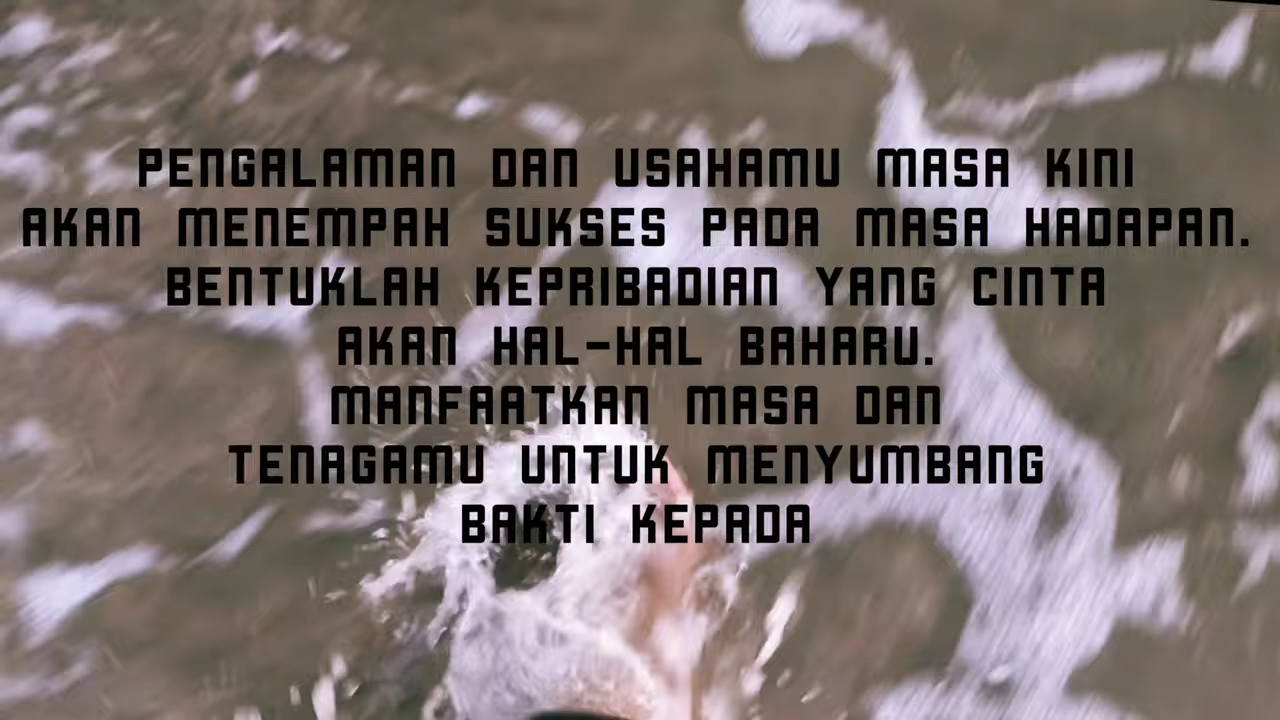 PENGALAMAN DAN USAHAMU MASA KINI
AKAN MENEMPAH SUKSES PADA MASA HADAPAN.
BENTUKLAH KEPRIBADIAN YANG CINTA
AKAN HAL-HAL BAHARU.
MANFAATKAN MASA DAN
TENAGAMU UNTUK MENYUMBANG
BAKTI KEPADA